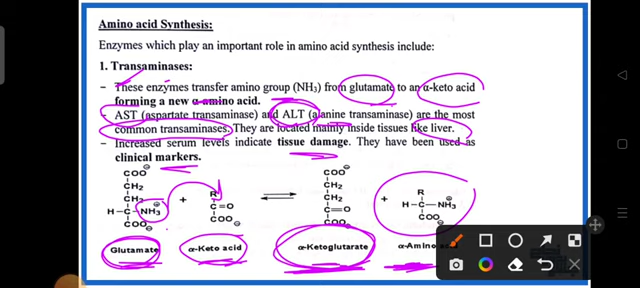 Amino acid Synthesis:
Enzymes which play an important role in amino acid synthesis include:
1. Transaminases:
- These enzymes transfer amino group (NH3) from glutamate to an α-keto acid
forming a new α-amino acid.
- AST (aspartate transaminase) and ALT (alanine transaminase) are the most
common transaminases. They are located mainly inside tissues like liver.
- Increased serum levels indicate tissue damage. They have been used as
clinical markers.
COO⊖ COO⊖
CH2 CH2 R
CH2 R CH2
H-C-NH3⊕ + C=O ⇌ C=O + H-C-NH3⊕
COO⊖ COO⊖ COO⊖ COO⊖
Glutamate α-Keto acid α-Ketoglutarate α-Amino